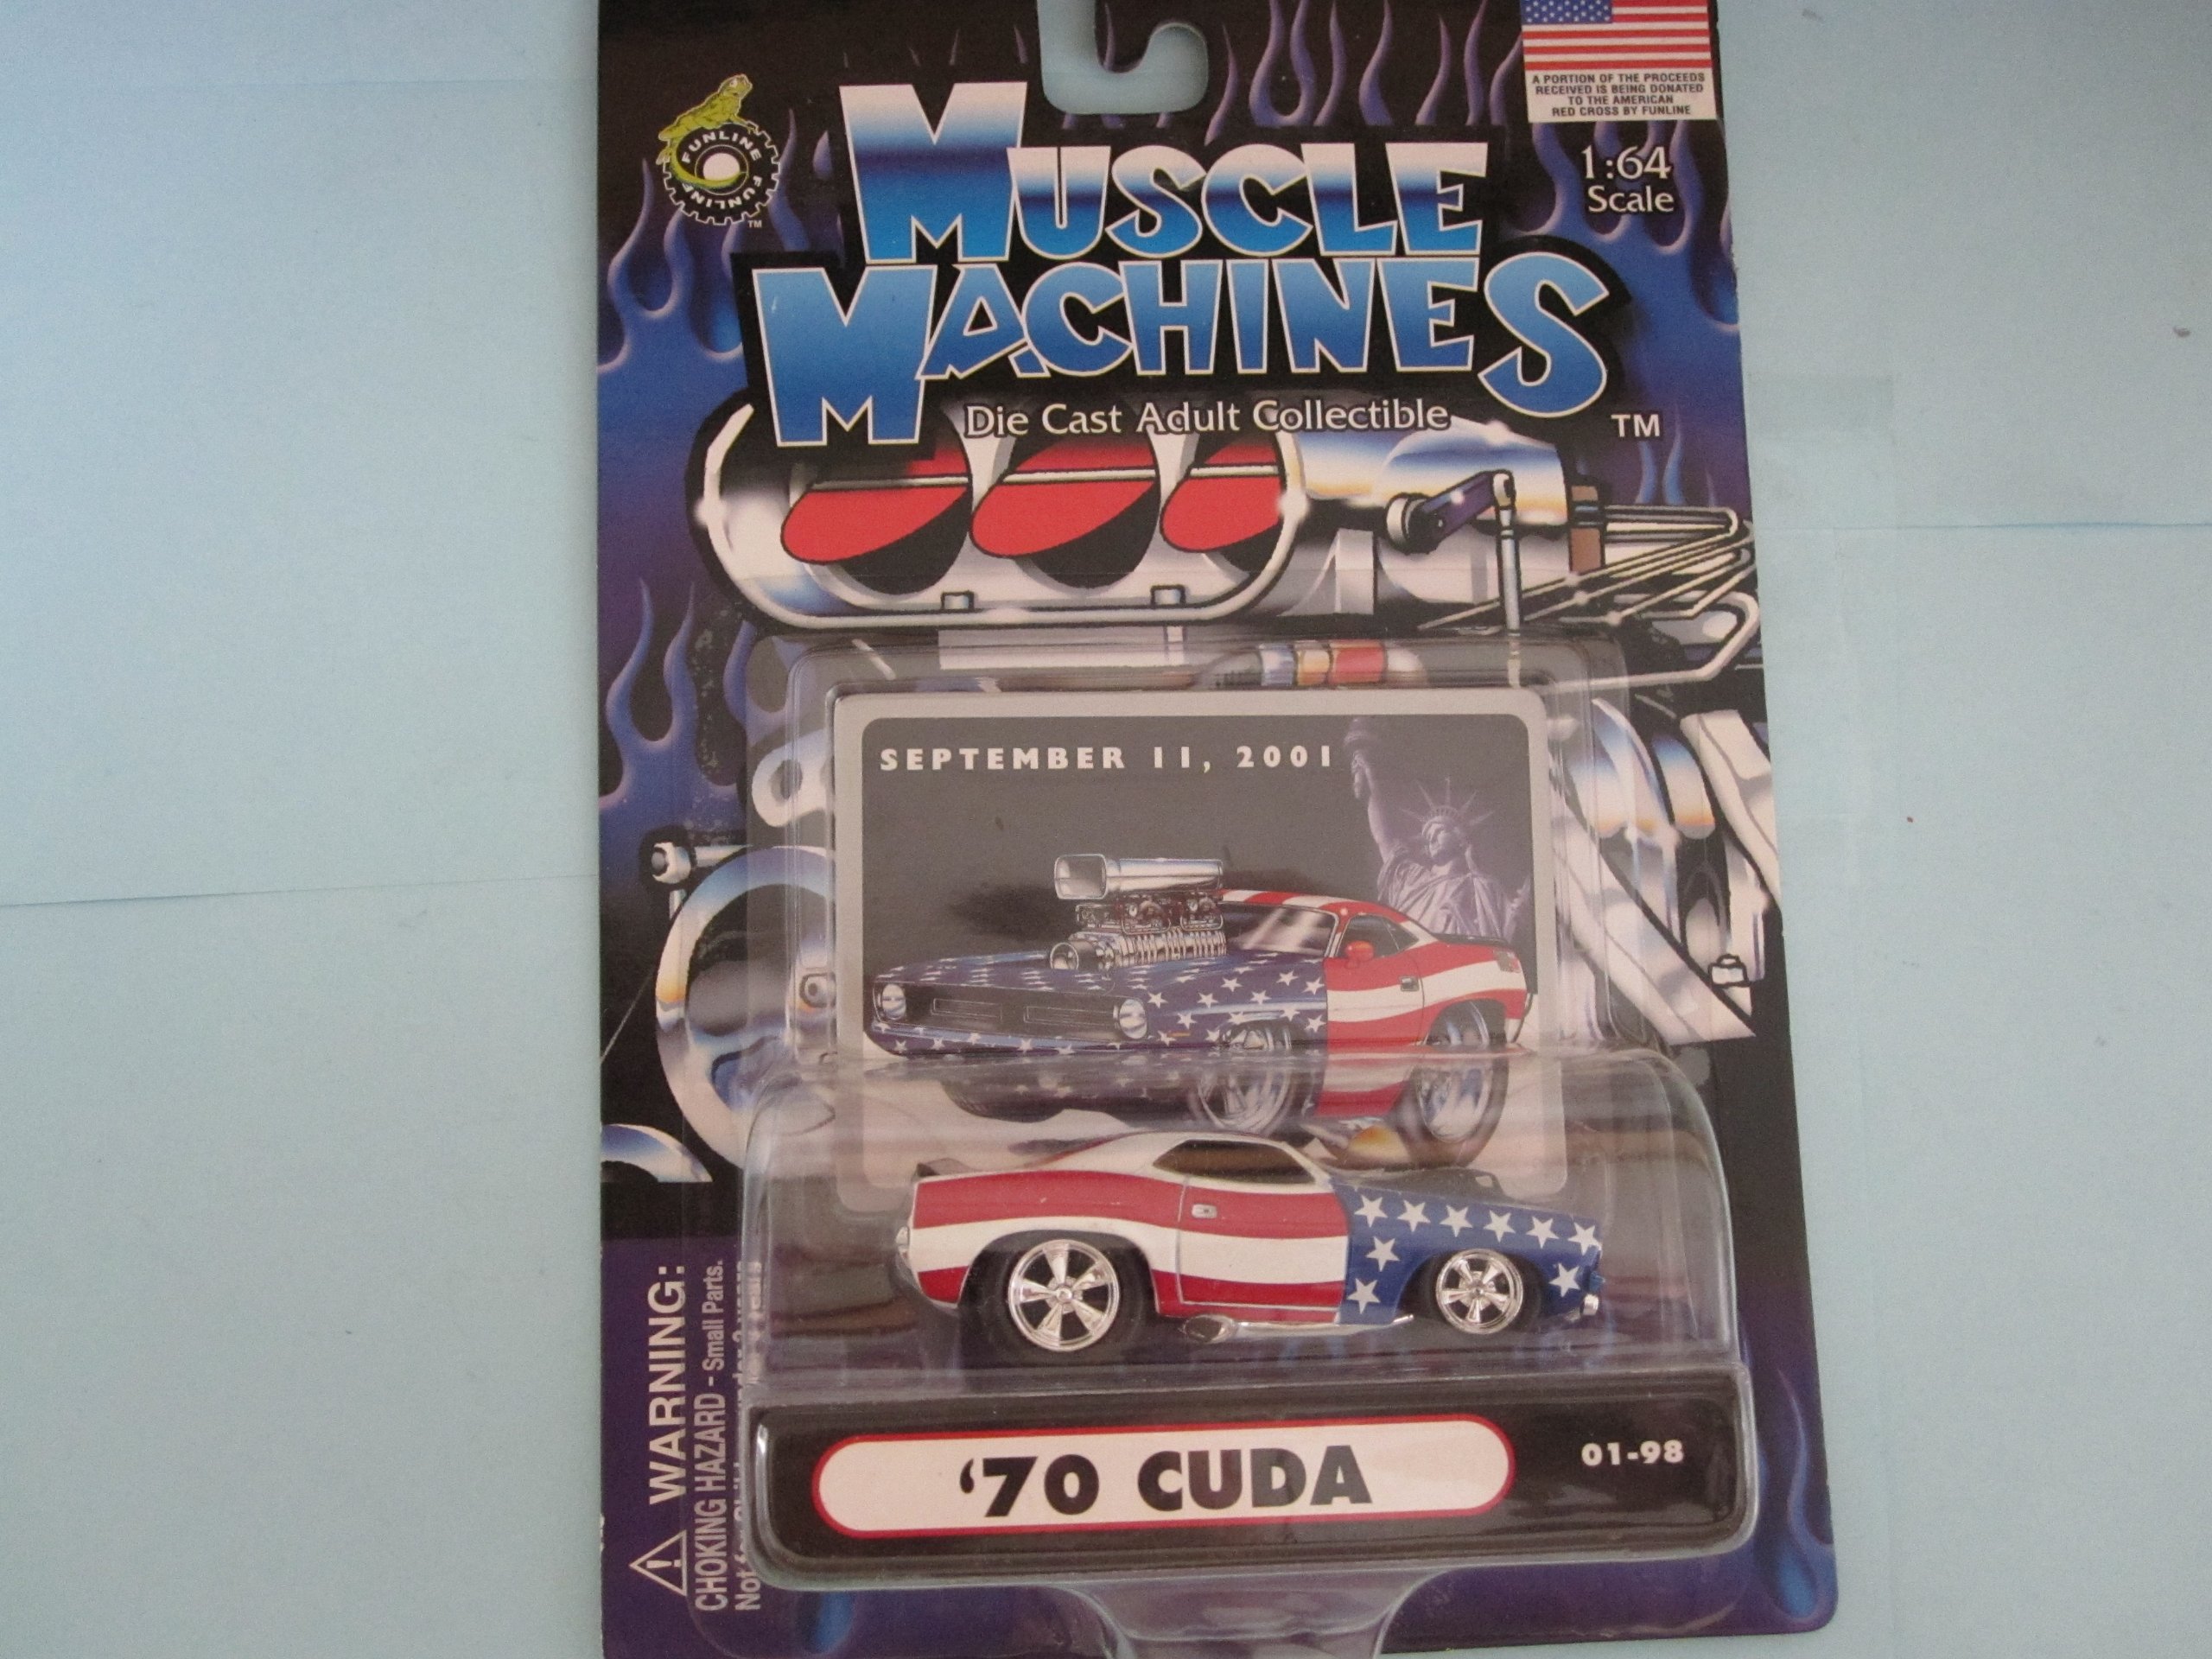 FUNLINE FUNLINE
TM
MUSCLE
MACHINES
TM
Die Cast Adult Collectible
A PORTION OF THE PROCEEDS
RECEIVED IS BEING DONATED
TO THE AMERICAN
RED CROSS BY FUNLINE
1:64
Scale
SEPTEMBER 11, 2001
'70 CUDA
01-98
WARNING:
CHOKING HAZARD - Small Parts.
Not